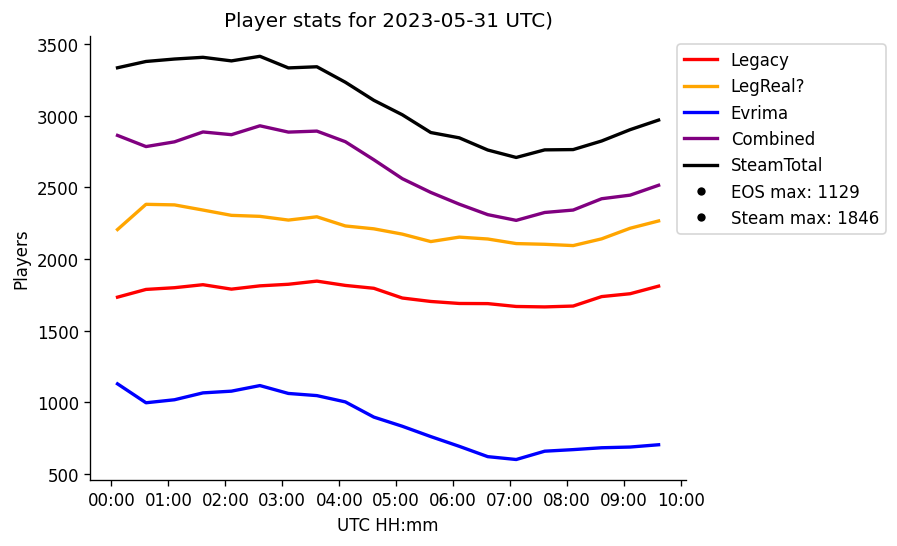 Player stats for 2023-05-31 UTC)
3500
3000
2500
2000
1500
1000
500
Players
00:00 01:00 02:00 03:00 04:00 05:00 06:00 07:00 08:00 09:00 10:00
UTC HH:mm
Legacy
LegReal?
Evrima
Combined
SteamTotal
EOS max: 1129
Steam max: 1846